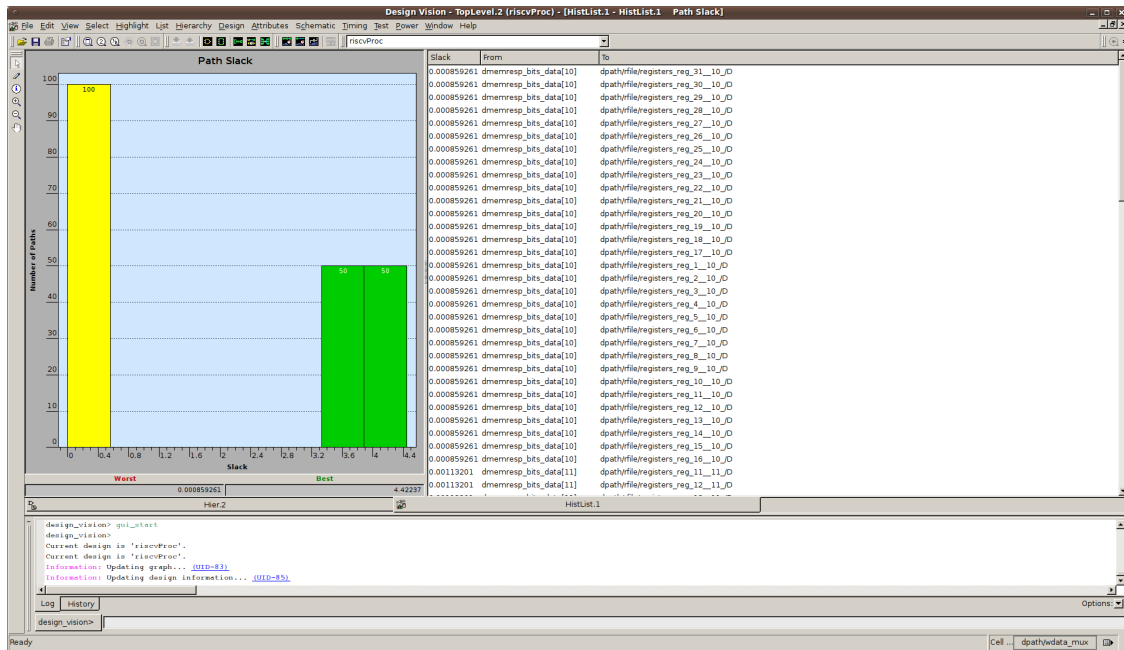 Design Vision - TopLevel.2 (riscvProc) - [HistList.1 - HistList.1 Path Slack]
File Edit View Select Highlight List Hierarchy Design Attributes Schematic Timing Test Power Window Help
riscvProc
Path Slack
100
90
80
70
60
50
40
30
20
10
0
100
50 50
Number of Paths
0 0.4 0.8 1.2 1.6 2 2.4 2.8 3.2 3.6 4 4.4
Slack
Worst Best
0.000859261 4.42237
Slack From To
0.000859261 dmemresp_bits_data[10] dpath/rfile/registers_reg_31__10_/D
0.000859261 dmemresp_bits_data[10] dpath/rfile/registers_reg_30__10_/D
0.000859261 dmemresp_bits_data[10] dpath/rfile/registers_reg_29__10_/D
0.000859261 dmemresp_bits_data[10] dpath/rfile/registers_reg_28__10_/D
0.000859261 dmemresp_bits_data[10] dpath/rfile/registers_reg_27__10_/D
0.000859261 dmemresp_bits_data[10] dpath/rfile/registers_reg_26__10_/D
0.000859261 dmemresp_bits_data[10] dpath/rfile/registers_reg_25__10_/D
0.000859261 dmemresp_bits_data[10] dpath/rfile/registers_reg_24__10_/D
0.000859261 dmemresp_bits_data[10] dpath/rfile/registers_reg_23__10_/D
0.000859261 dmemresp_bits_data[10] dpath/rfile/registers_reg_22__10_/D
0.000859261 dmemresp_bits_data[10] dpath/rfile/registers_reg_21__10_/D
0.000859261 dmemresp_bits_data[10] dpath/rfile/registers_reg_20__10_/D
0.000859261 dmemresp_bits_data[10] dpath/rfile/registers_reg_19__10_/D
0.000859261 dmemresp_bits_data[10] dpath/rfile/registers_reg_18__10_/D
0.000859261 dmemresp_bits_data[10] dpath/rfile/registers_reg_17__10_/D
0.000859261 dmemresp_bits_data[10] dpath/rfile/registers_reg_1__10_/D
0.000859261 dmemresp_bits_data[10] dpath/rfile/registers_reg_2__10_/D
0.000859261 dmemresp_bits_data[10] dpath/rfile/registers_reg_3__10_/D
0.000859261 dmemresp_bits_data[10] dpath/rfile/registers_reg_4__10_/D
0.000859261 dmemresp_bits_data[10] dpath/rfile/registers_reg_5__10_/D
0.000859261 dmemresp_bits_data[10] dpath/rfile/registers_reg_6__10_/D
0.000859261 dmemresp_bits_data[10] dpath/rfile/registers_reg_7__10_/D
0.000859261 dmemresp_bits_data[10] dpath/rfile/registers_reg_8__10_/D
0.000859261 dmemresp_bits_data[10] dpath/rfile/registers_reg_9__10_/D
0.000859261 dmemresp_bits_data[10] dpath/rfile/registers_reg_10__10_/D
0.000859261 dmemresp_bits_data[10] dpath/rfile/registers_reg_11__10_/D
0.000859261 dmemresp_bits_data[10] dpath/rfile/registers_reg_12__10_/D
0.000859261 dmemresp_bits_data[10] dpath/rfile/registers_reg_13__10_/D
0.000859261 dmemresp_bits_data[10] dpath/rfile/registers_reg_14__10_/D
0.000859261 dmemresp_bits_data[10] dpath/rfile/registers_reg_15__10_/D
0.000859261 dmemresp_bits_data[10] dpath/rfile/registers_reg_16__10_/D
0.00113201 dmemresp_bits_data[11] dpath/rfile/registers_reg_11__11_/D
0.00113201 dmemresp_bits_data[11] dpath/rfile/registers_reg_12__11_/D
Hier.2 HistList.1
design_vision> gui_start
design_vision>
Current design is 'riscvProc'.
Current design is 'riscvProc'.
Information: Updating graph... (UID-83)
Information: Updating design information... (UID-85)
Log History Options:
design_vision>
Ready Cell ... dpath/wdata_mux